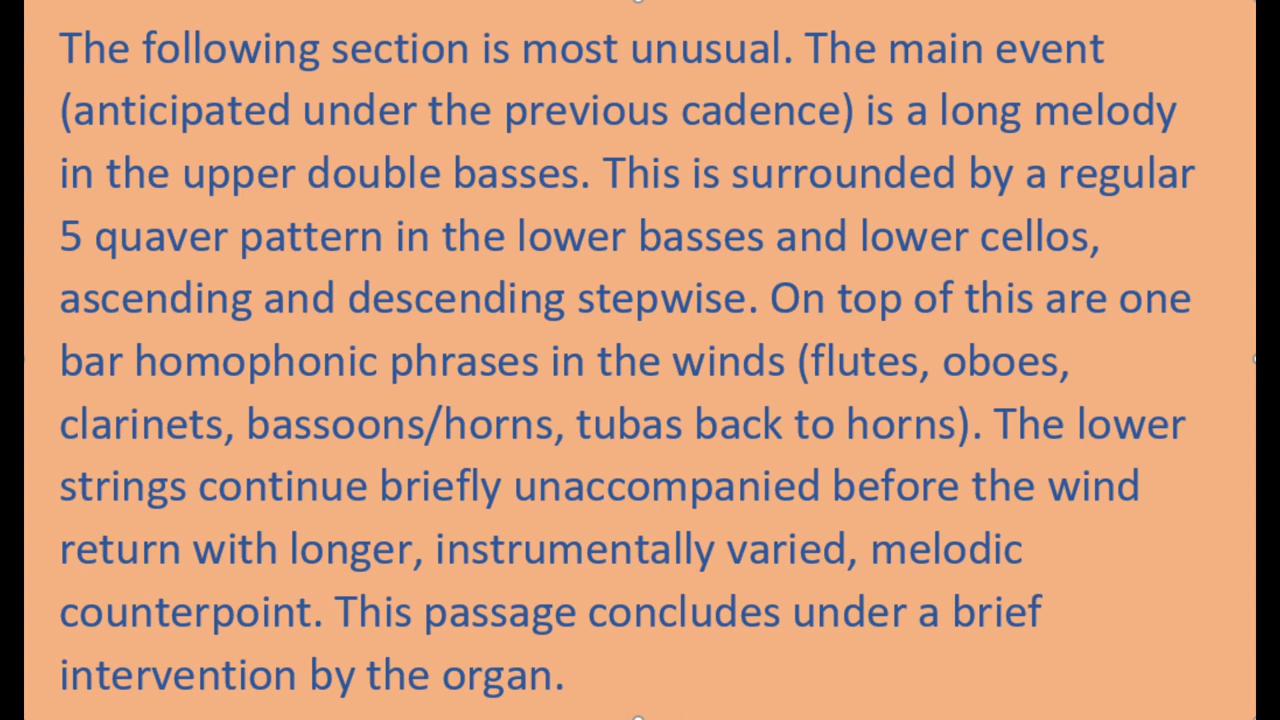 The following section is most unusual. The main event
(anticipated under the previous cadence) is a long melody
in the upper double basses. This is surrounded by a regular
5 quaver pattern in the lower basses and lower cellos,
ascending and descending stepwise. On top of this are one
bar homophonic phrases in the winds (flutes, oboes,
clarinets, bassoons/horns, tubas back to horns). The lower
strings continue briefly unaccompanied before the wind
return with longer, instrumentally varied, melodic
counterpoint. This passage concludes under a brief
intervention by the organ.